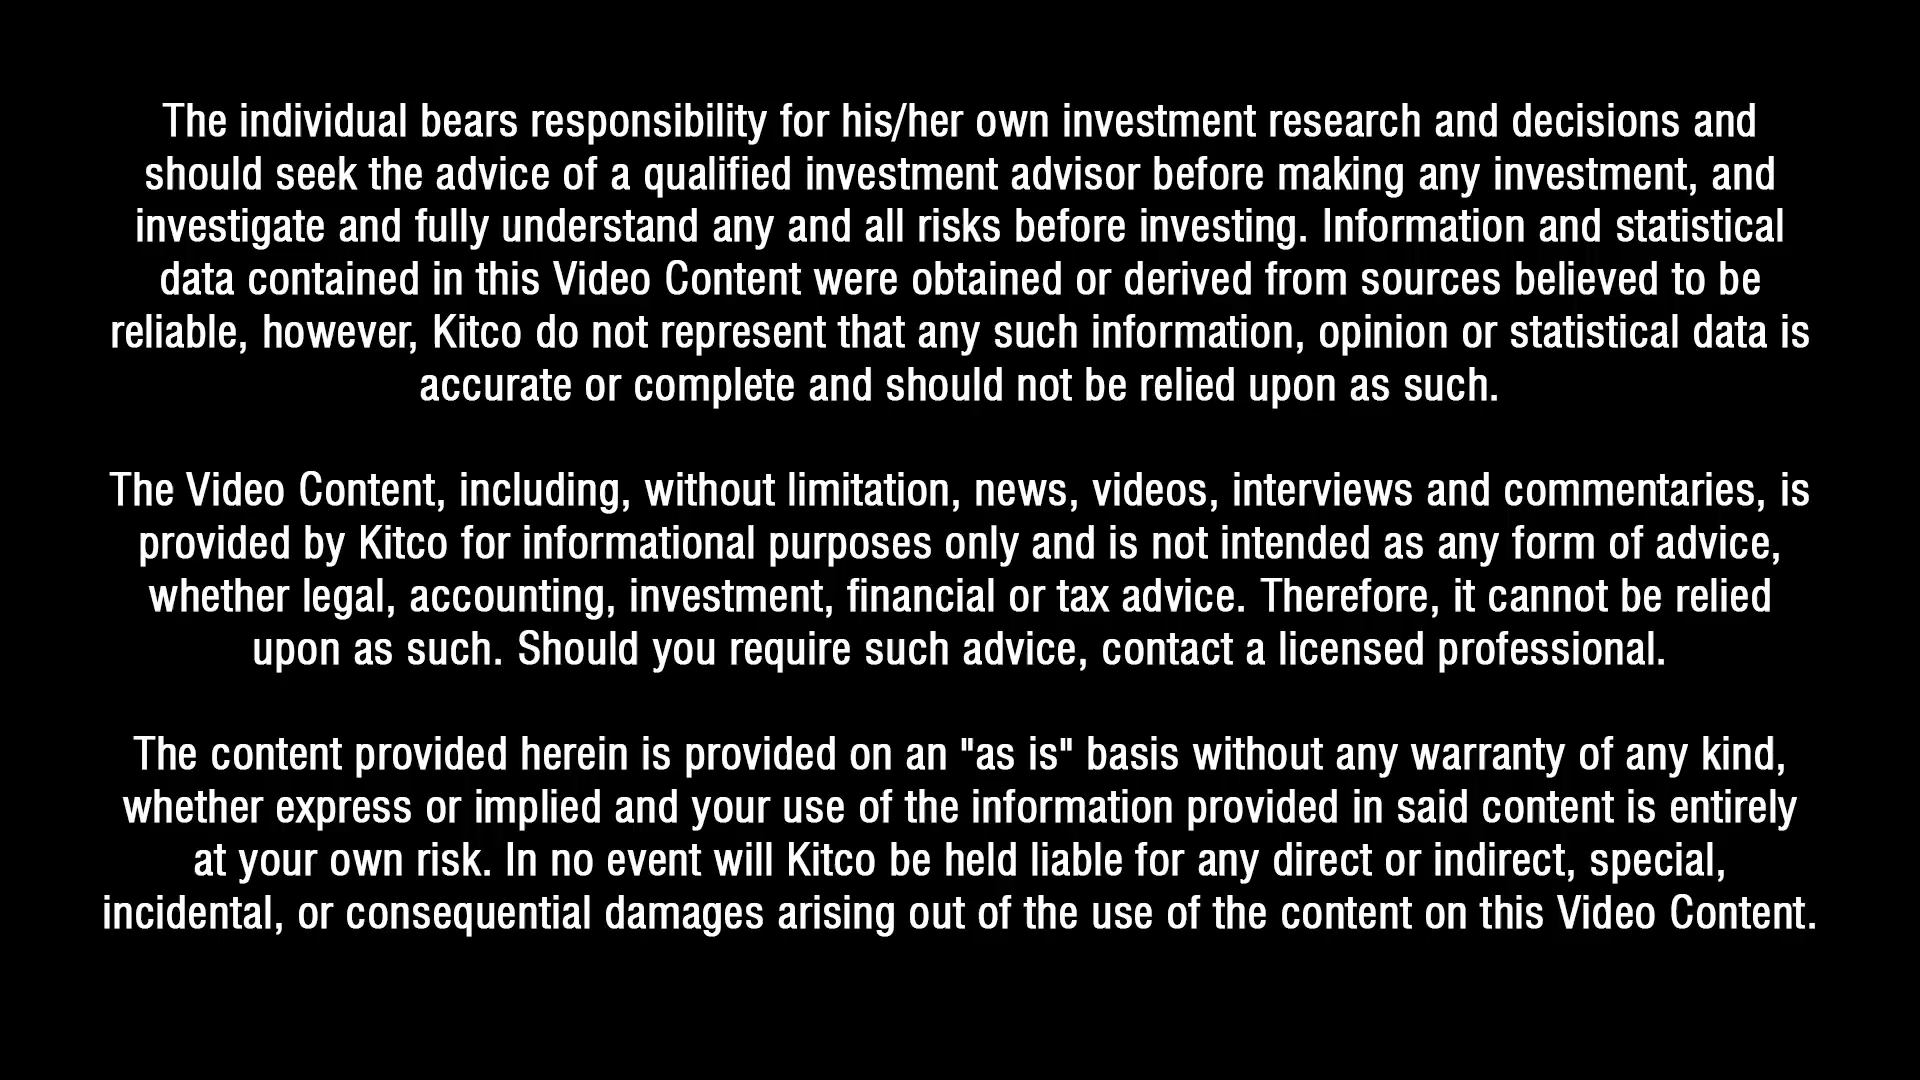 The individual bears responsibility for his/her own investment research and decisions and
should seek the advice of a qualified investment advisor before making any investment, and
investigate and fully understand any and all risks before investing. Information and statistical
data contained in this Video Content were obtained or derived from sources believed to be
reliable, however, Kitco do not represent that any such information, opinion or statistical data is
accurate or complete and should not be relied upon as such.
The Video Content, including, without limitation, news, videos, interviews and commentaries, is
provided by Kitco for informational purposes only and is not intended as any form of advice,
whether legal, accounting, investment, financial or tax advice. Therefore, it cannot be relied
upon as such. Should you require such advice, contact a licensed professional.
The content provided herein is provided on an "as is" basis without any warranty of any kind,
whether express or implied and your use of the information provided in said content is entirely
at your own risk. In no event will Kitco be held liable for any direct or indirect, special,
incidental, or consequential damages arising out of the use of the content on this Video Content.